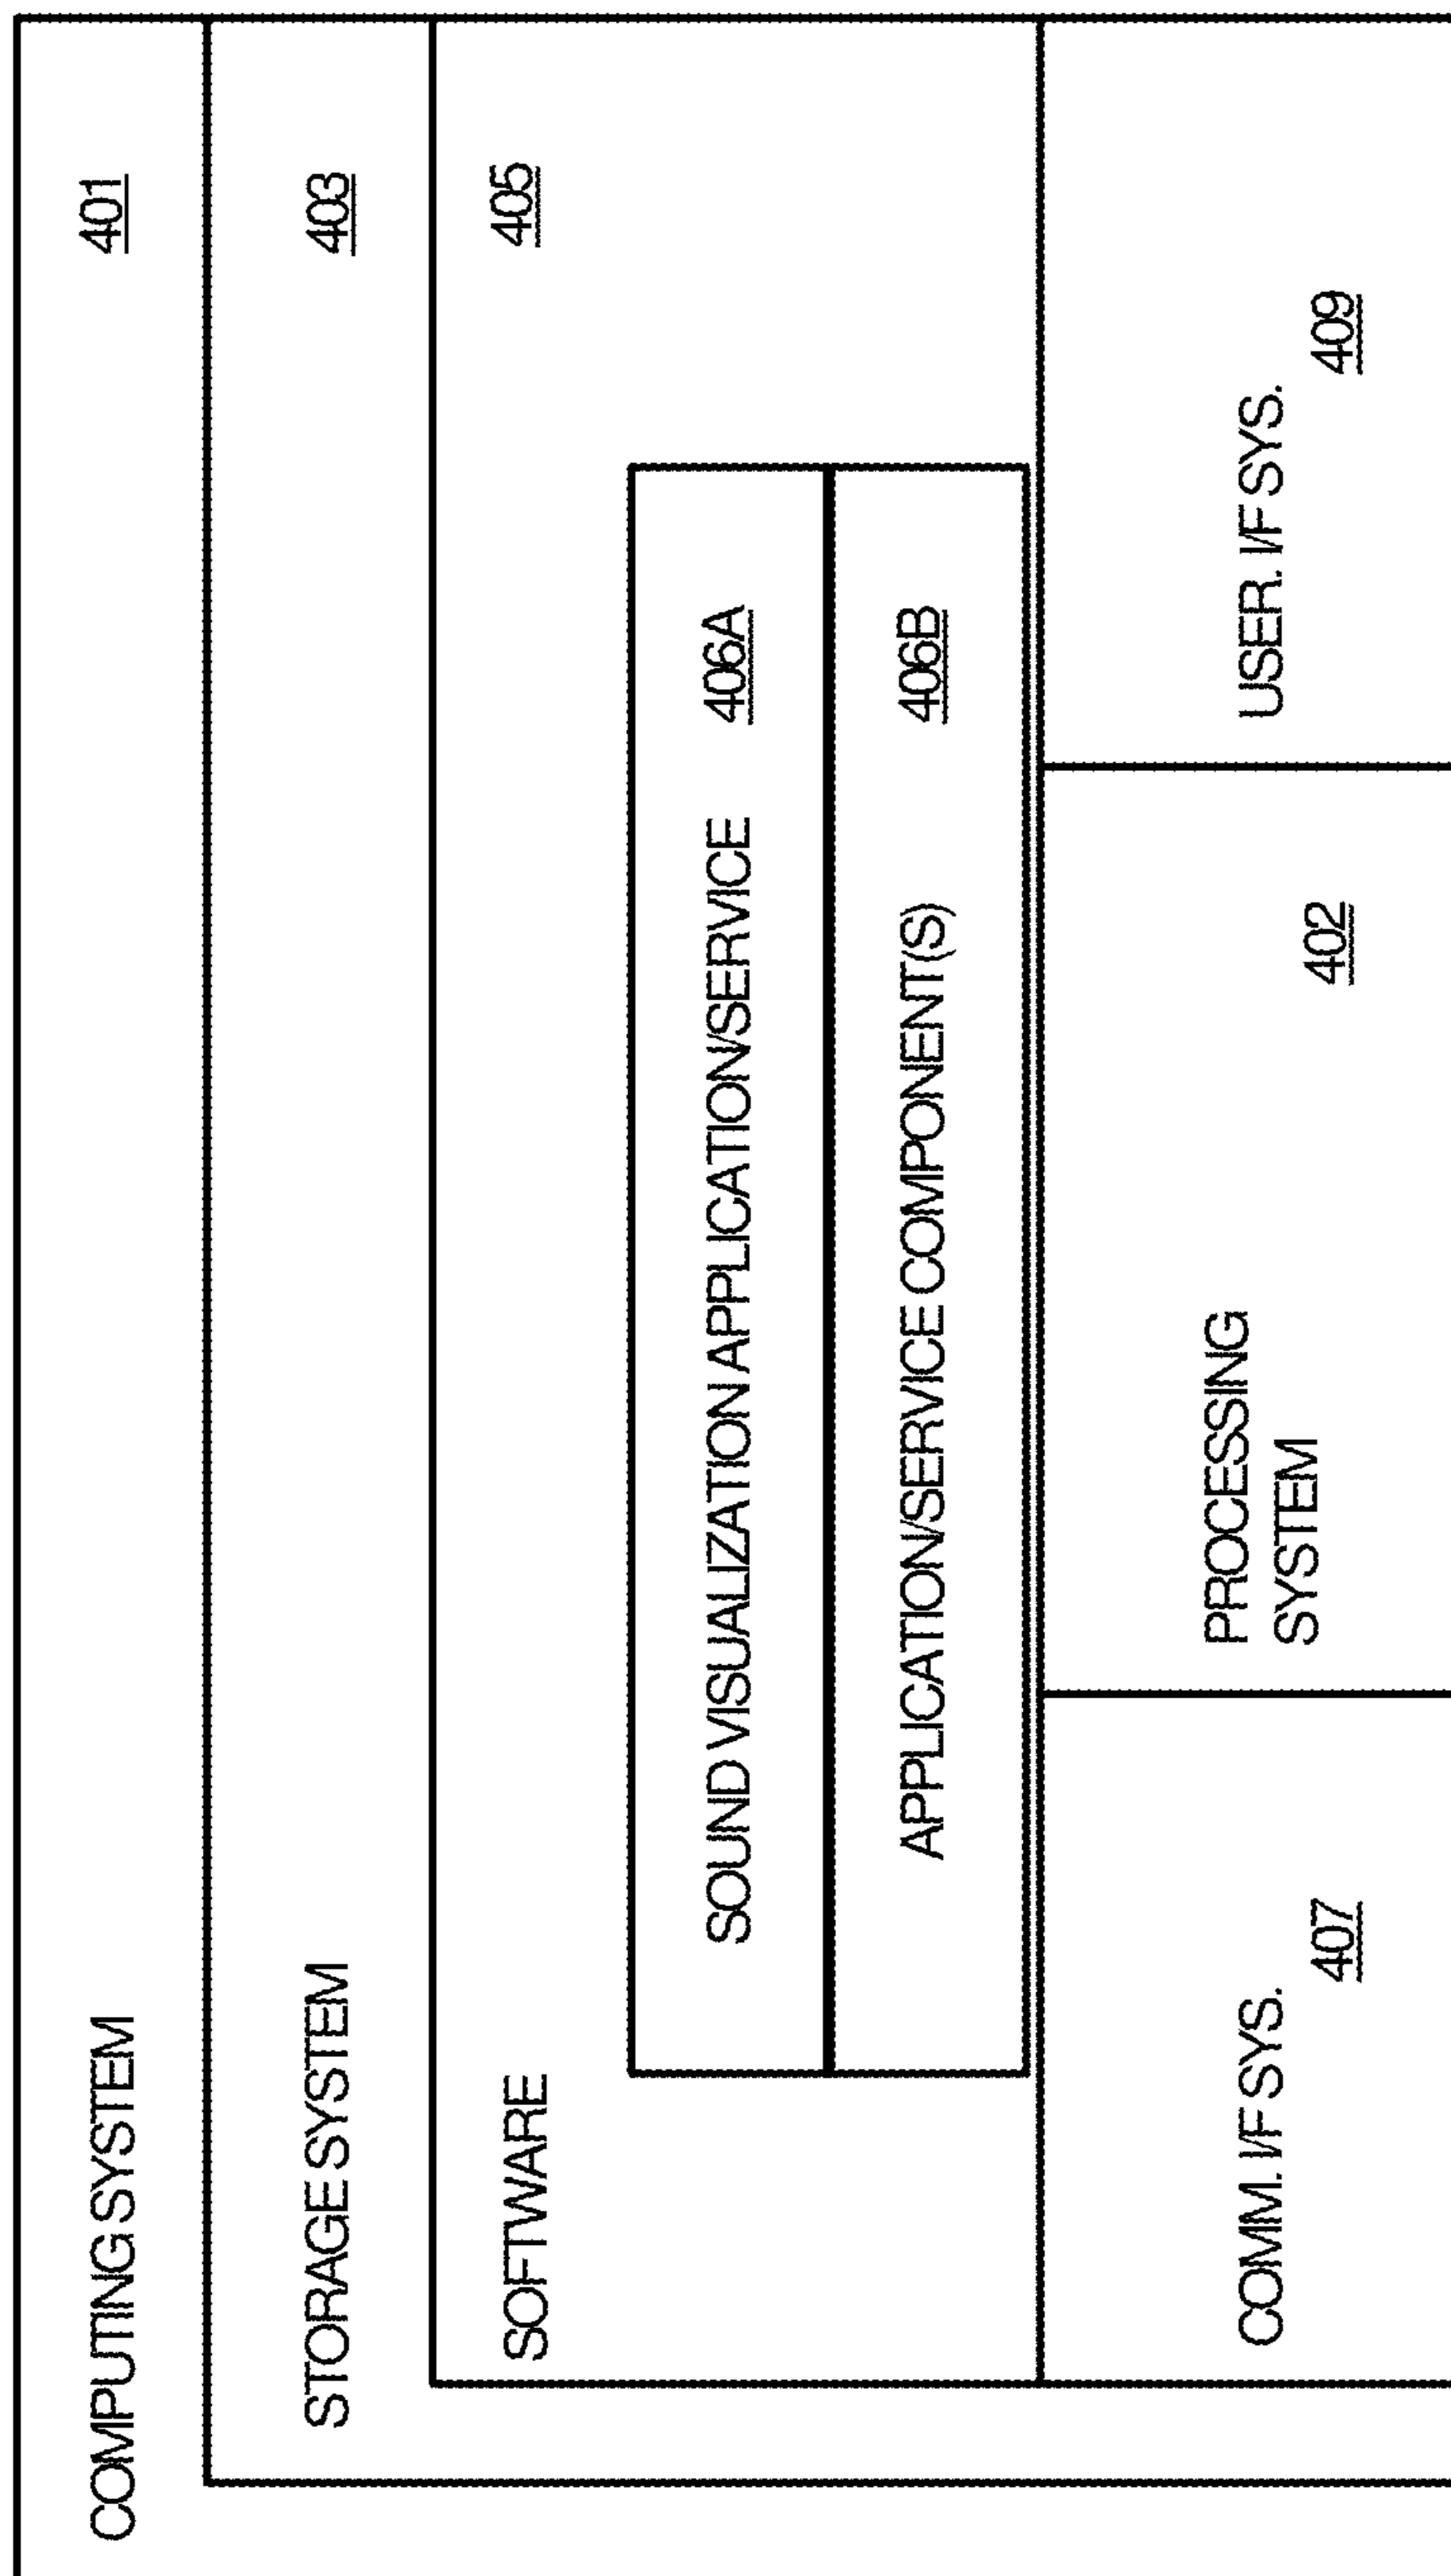 COMPUTING SYSTEM 401
STORAGE SYSTEM 403
SOFTWARE 405
SOUND VISUALIZATION APPLICATION/SERVICE 406A
APPLICATION/SERVICE COMPONENT(S) 406B
COMM. I/F SYS.
407
PROCESSING
SYSTEM
402
USER. I/F SYS.
409